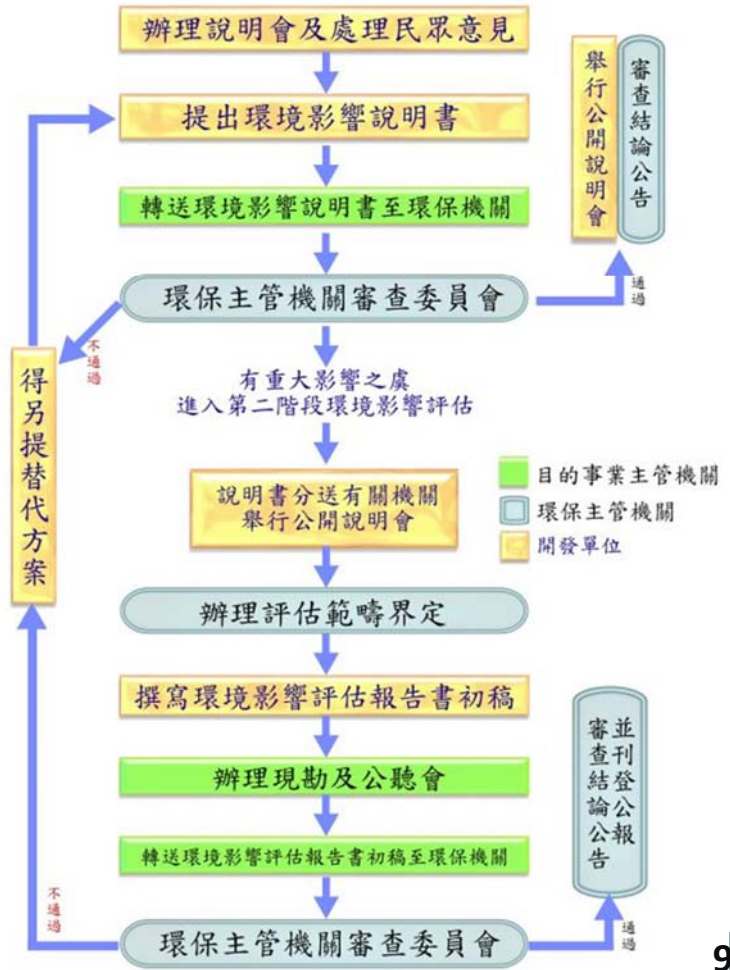 辦理說明會及處理民眾意見
提出環境影響說明書
轉送環境影響說明書至環保機關
環保主管機關審查委員會
通過
舉行公開說明會
審查結論公告
不通過
得另提替代方案
有重大影響之虞
進入第二階段環境影響評估
說明書分送有關機關
舉行公開說明會
目的事業主管機關
環保主管機關
開發單位
辦理評估範疇界定
撰寫環境影響評估報告書初稿
辦理現勘及公聽會
轉送環境影響評估報告書初稿至環保機關
環保主管機關審查委員會
不通過
通過
並刊登公報
審查結論公告
9